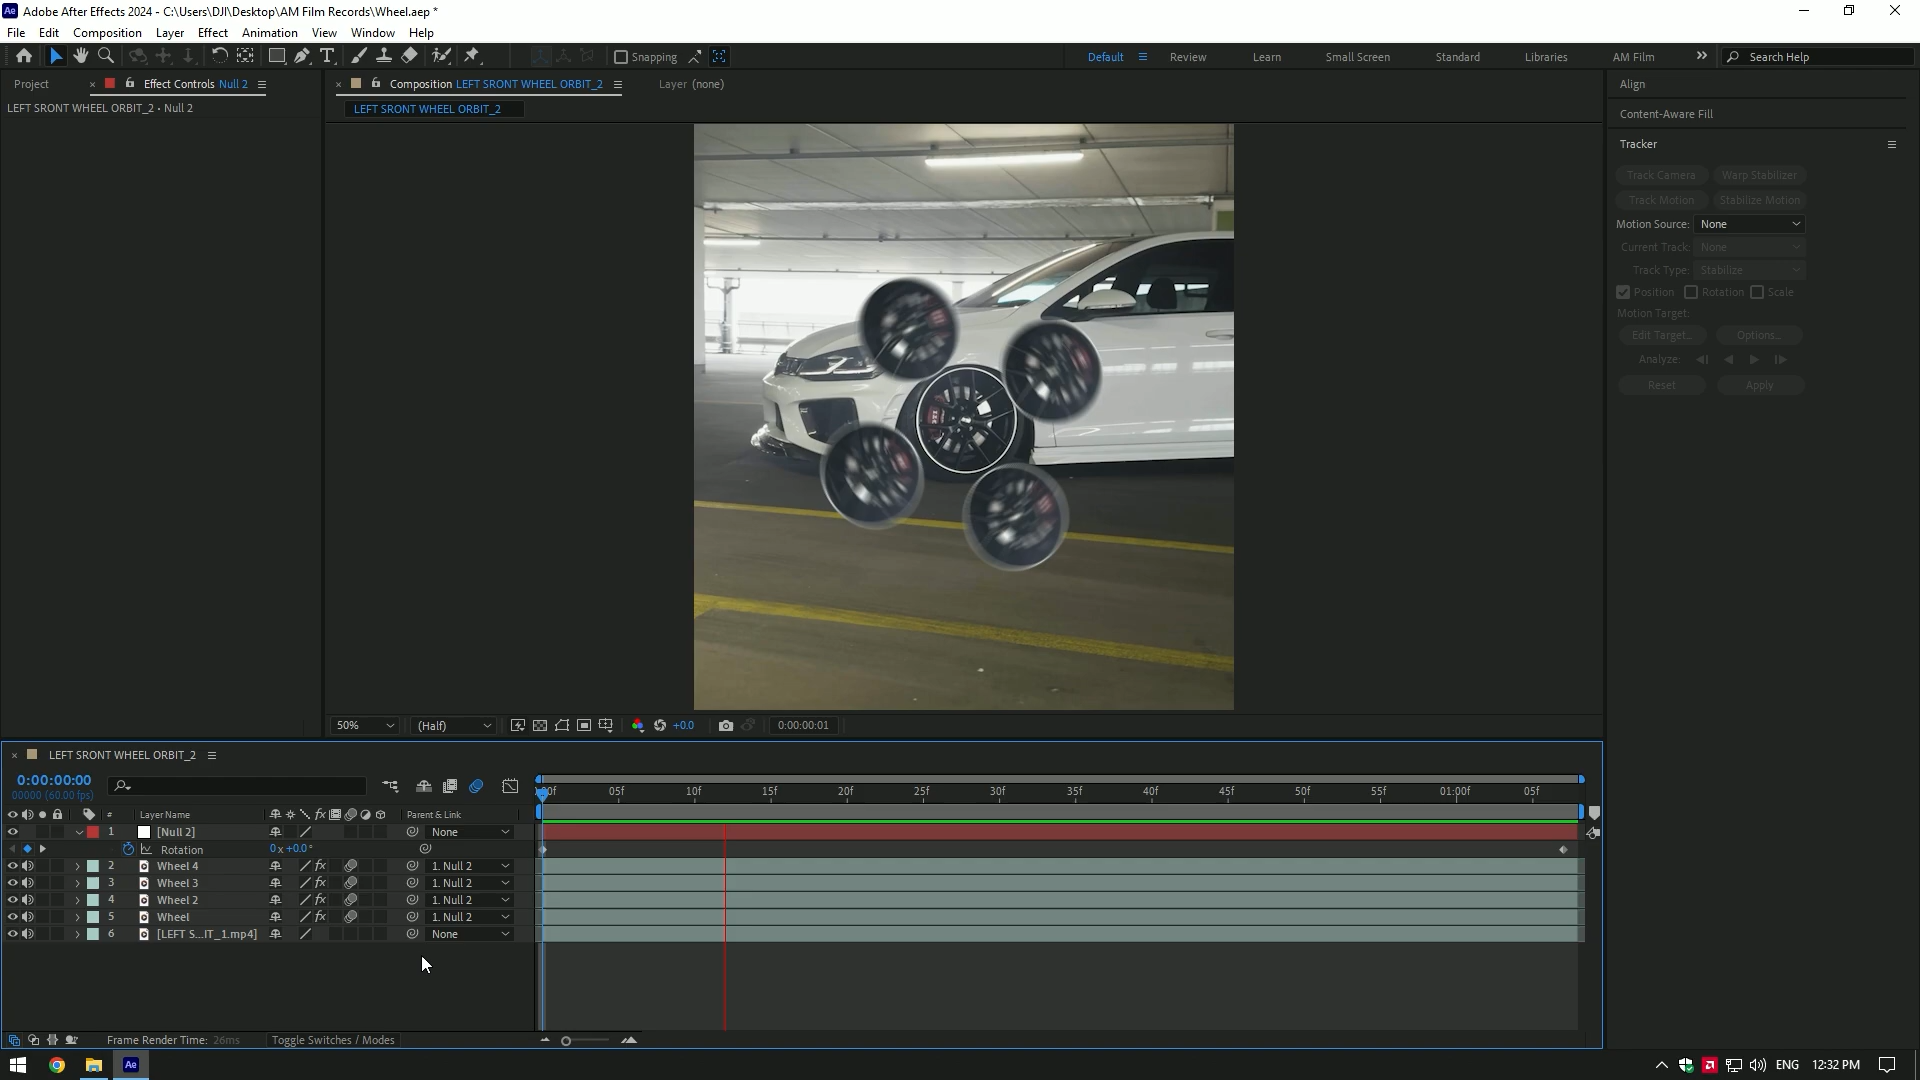 Adobe After Effects 2024 - C:\Users\DJI\Desktop\AM Film Records\Wheel.aep *
File Edit Composition Layer Effect Animation View Window Help
Snapping
Default Review Learn Small Screen Standard Libraries AM Film Search Help
Project Effect Controls Null 2
LEFT SRONT WHEEL ORBIT_2 • Null 2
Composition LEFT SRONT WHEEL ORBIT_2 Layer (none)
LEFT SRONT WHEEL ORBIT_2
Align
Content-Aware Fill
Tracker
Track Camera Warp Stabilizer
Track Motion Stabilize Motion
Motion Source: None
Current Track: None
Track Type: Stabilize
Position Rotation Scale
Motion Target:
Edit Target... Options...
Analyze:
Reset Apply
50% (Half) +0.0 0:00:00:01
LEFT SRONT WHEEL ORBIT_2
0:00:00:00
00000 (60.00 fps)
05f 10f 15f 20f 25f 30f 35f 40f 45f 50f 55f 01:00f 05f
# Layer Name fx Parent & Link
1 [Null 2] None
Rotation 0x+0.0°
2 Wheel 4 fx 1. Null 2
3 Wheel 3 fx 1. Null 2
4 Wheel 2 fx 1. Null 2
5 Wheel fx 1. Null 2
6 [LEFT S...IT_1.mp4] None
Frame Render Time: 26ms Toggle Switches / Modes
Ae ENG 12:32 PM